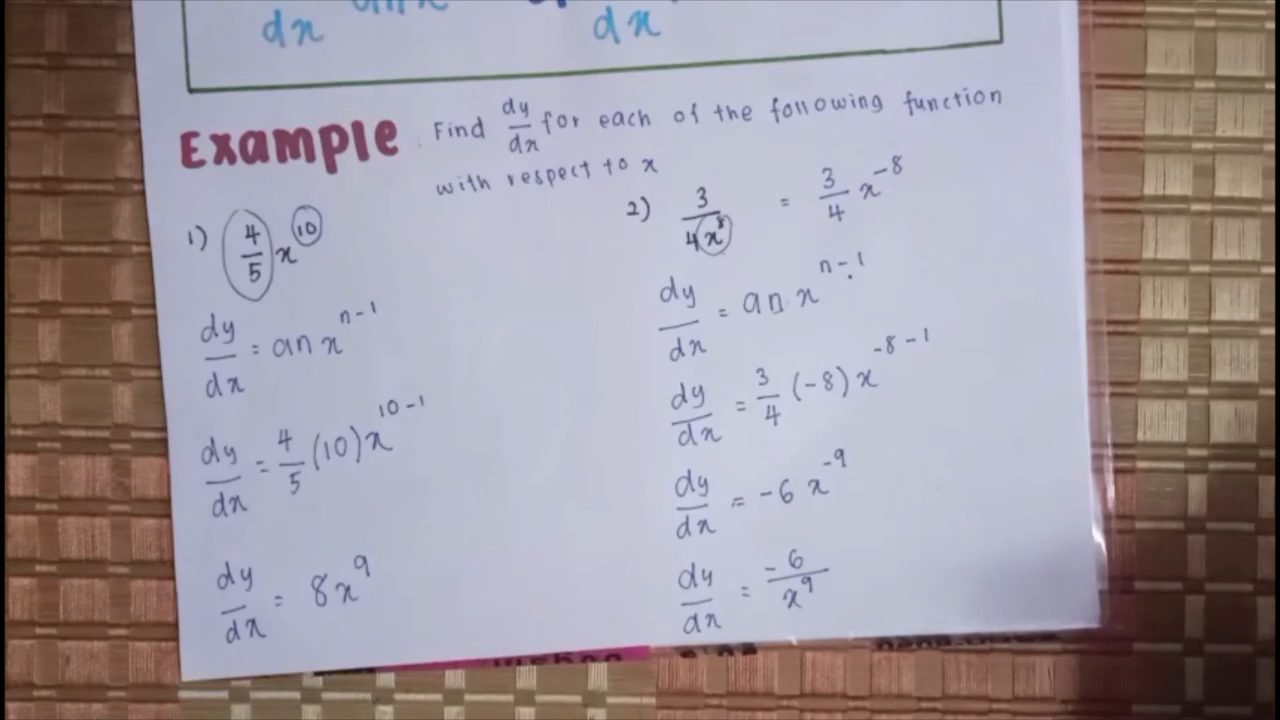 dx dx
Example : Find dy/dx for each of the following function
with respect to x
1) 4/5 x^10
dy/dx = anx^n-1
dy/dx = 4/5 (10)x^10-1
dy/dx = 8x^9
2) 3/4x^8 = 3/4 x^-8
dy/dx = anx^n-1
dy/dx = 3/4 (-8)x^-8-1
dy/dx = -6x^-9
dy/dx = -6/x^9